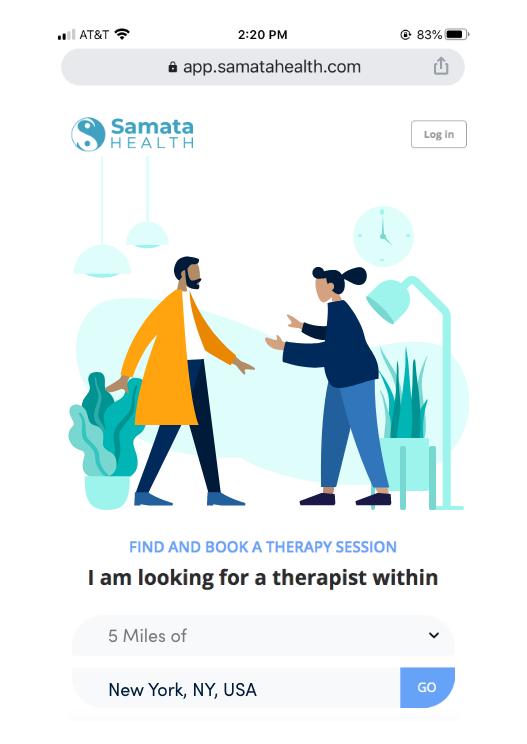 AT&T 2:20 PM 83%
app.samatahealth.com
Samata
HEALTH
Log in
FIND AND BOOK A THERAPY SESSION
I am looking for a therapist within
5 Miles of
New York, NY, USA
GO